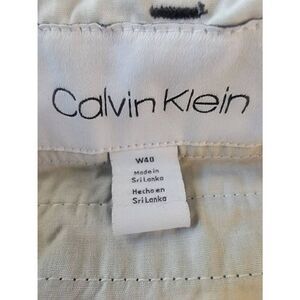 Calvin Klein
W40
Made in
Sri Lanka
Hecho en
Sri Lanka